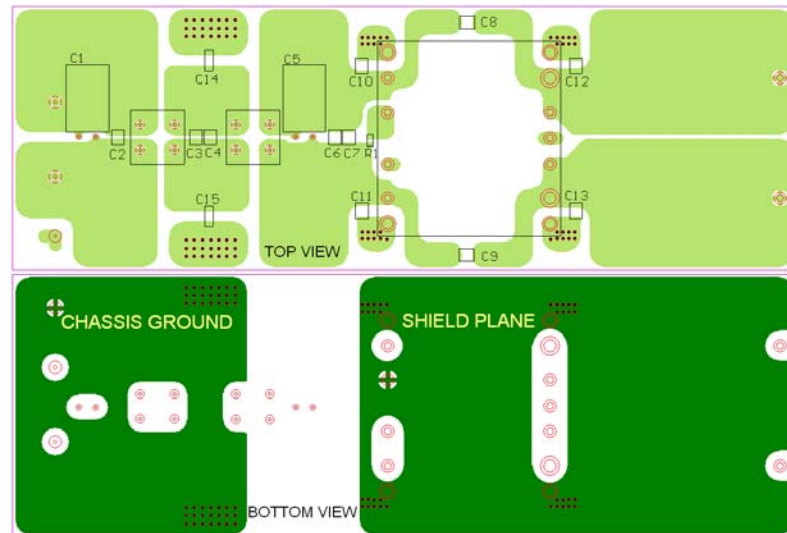 C8
C1
C5
C14
C10
C12
C2
C3
C4
C6
C7
R1
C11
C13
C15
TOP VIEW
C9
CHASSIS GROUND
SHIELD PLANE
BOTTOM VIEW